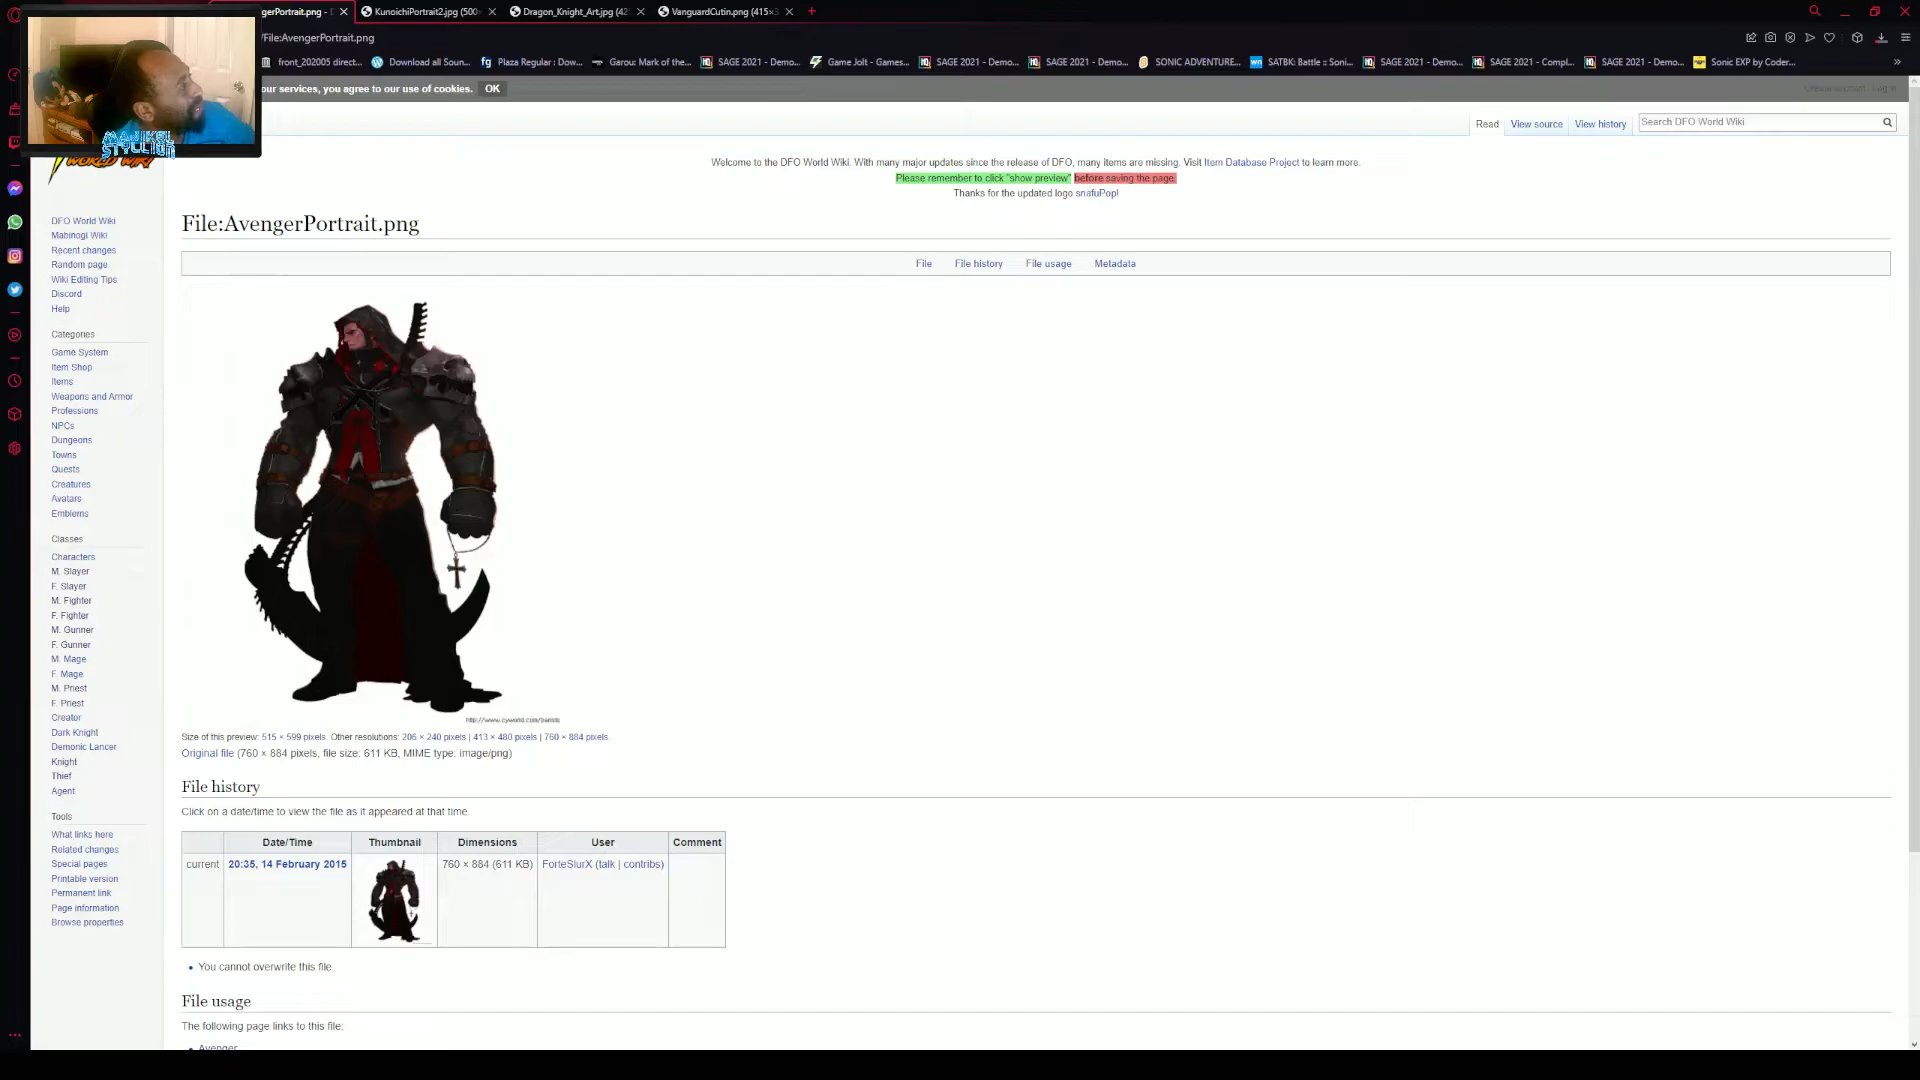 gerPortrait.png -
KunoichiPortrait2.jpg (500
Dragon_Knight_Art.jpg (42
VanguardCutin.png (415×3
/File:AvengerPortrait.png
front_202005 direct...
Download all Soun...
Plaza Regular : Dow...
Garou: Mark of the...
SAGE 2021 - Demo...
Game Jolt - Games...
SAGE 2021 - Demo...
SAGE 2021 - Demo...
SONIC ADVENTURE...
SATBK: Battle :: Soni...
SAGE 2021 - Demo...
SAGE 2021 - Compl...
SAGE 2021 - Demo...
Sonic EXP by Coder...
our services, you agree to our use of cookies.
OK
Read
View source
View history
Search DFO World Wiki
WORLD WIKI
Welcome to the DFO World Wiki. With many major updates since the release of DFO, many items are missing. Visit Item Database Project to learn more.
Please remember to click "show preview" before saving the page.
Thanks for the updated logo snafuPop!
DFO World Wiki
Mabinogi Wiki
Recent changes
Random page
Wiki Editing Tips
Discord
Help
Categories
Game System
Item Shop
Items
Weapons and Armor
Professions
NPCs
Dungeons
Towns
Quests
Creatures
Avatars
Emblems
Classes
Characters
M. Slayer
F. Slayer
M. Fighter
F. Fighter
M. Gunner
F. Gunner
M. Mage
F. Mage
M. Priest
F. Priest
Creator
Dark Knight
Demonic Lancer
Knight
Thief
Agent
Tools
What links here
Related changes
Special pages
Printable version
Permanent link
Page information
Browse properties
File:AvengerPortrait.png
File
File history
File usage
Metadata
Size of this preview: 515 × 599 pixels. Other resolutions: 206 × 240 pixels | 413 × 480 pixels | 760 × 884 pixels.
Original file (760 × 884 pixels, file size: 611 KB, MIME type: image/png)
File history
Click on a date/time to view the file as it appeared at that time.
Date/Time Thumbnail Dimensions User Comment
current 20:35, 14 February 2015 760 × 884 (611 KB) ForteSlurX (talk | contribs)
You cannot overwrite this file.
File usage
The following page links to this file:
Avenger